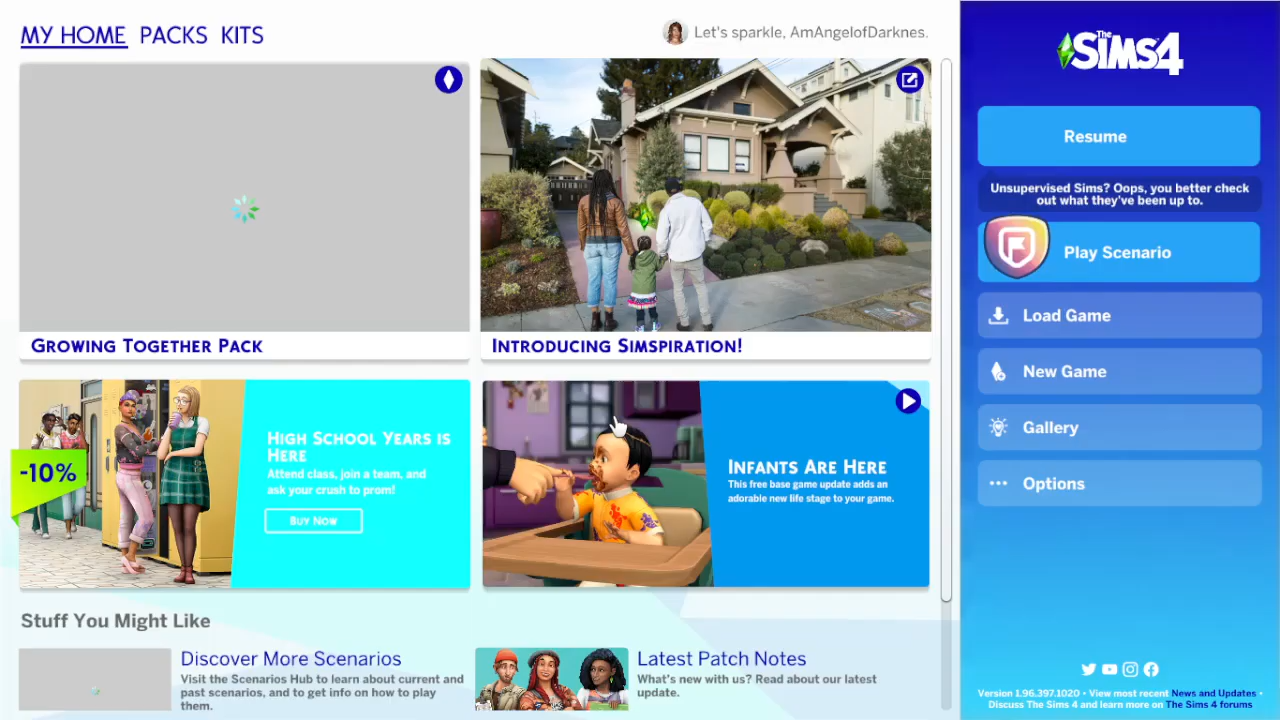 MY HOME PACKS KITS
Let's sparkle, AmAngelofDarknes.
Growing Together Pack
Introducing Simspiration!
-10%
High School Years is
Here
Attend class, join a team, and
ask your crush to prom!
Buy Now
Infants Are Here
This free base game update adds an
adorable new life stage to your game.
Stuff You Might Like
Discover More Scenarios
Visit the Scenarios Hub to learn about current and
past scenarios, and to get info on how to play
them.
Latest Patch Notes
What's new with us? Read about our latest
update.
The
SiMS4
Resume
Unsupervised Sims? Oops, you better check
out what they've been up to.
Play Scenario
Load Game
New Game
Gallery
Options
Version 1.96.397.1020 • View most recent News and Updates •
Discuss The Sims 4 and learn more on The Sims 4 forums